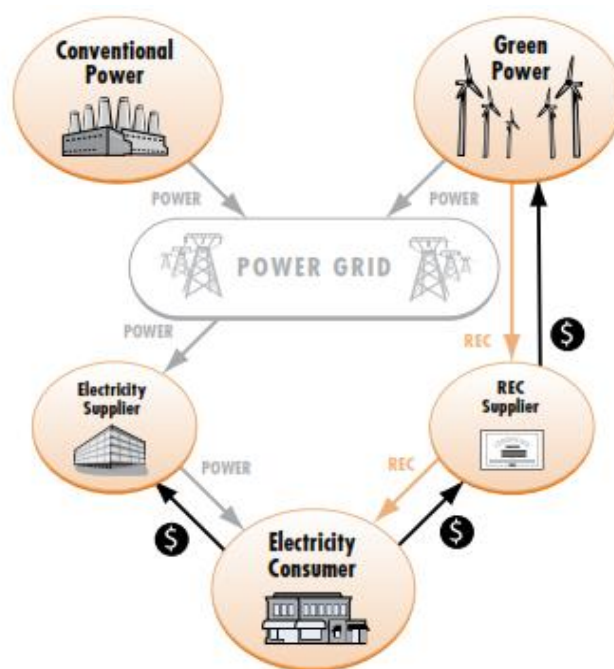 Conventional
Power
Green
Power
POWER
POWER
POWER GRID
POWER
REC
$
Electricity
Supplier
REC
Supplier
POWER
REC
$
$
Electricity
Consumer